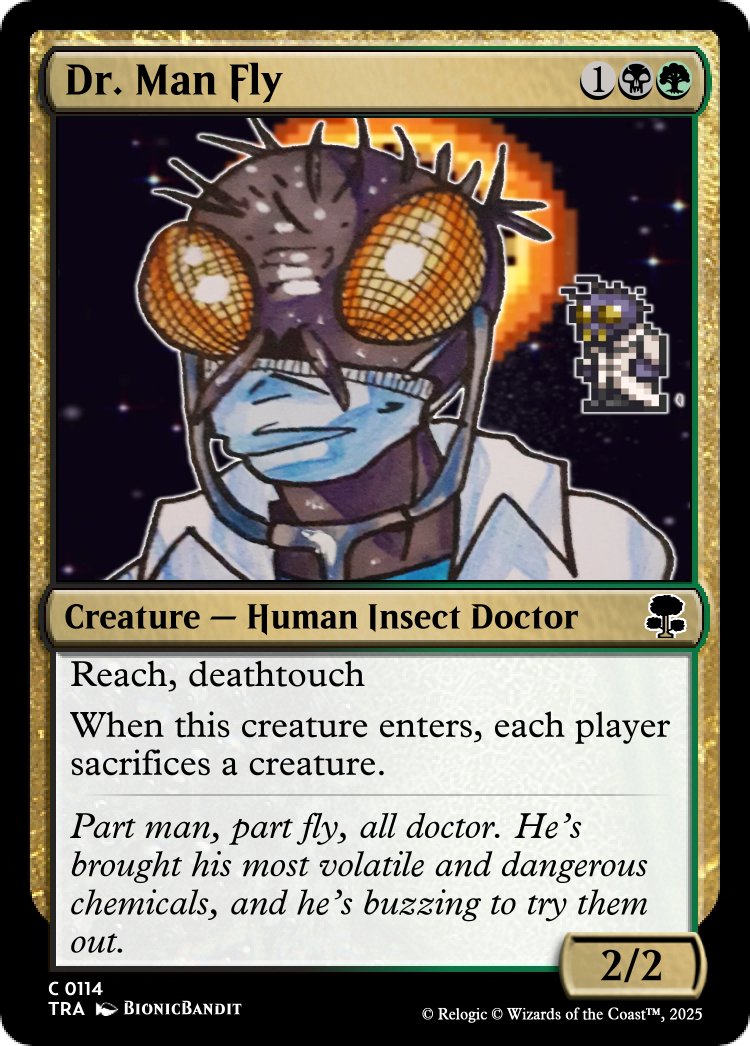 Dr. Man Fly
1
Creature — Human Insect Doctor
Reach, deathtouch
When this creature enters, each player
sacrifices a creature.
Part man, part fly, all doctor. He's
brought his most volatile and dangerous
chemicals, and he's buzzing to try them
out.
2/2
C 0114
TRA BionicBandit
© Relogic © Wizards of the Coast™, 2025